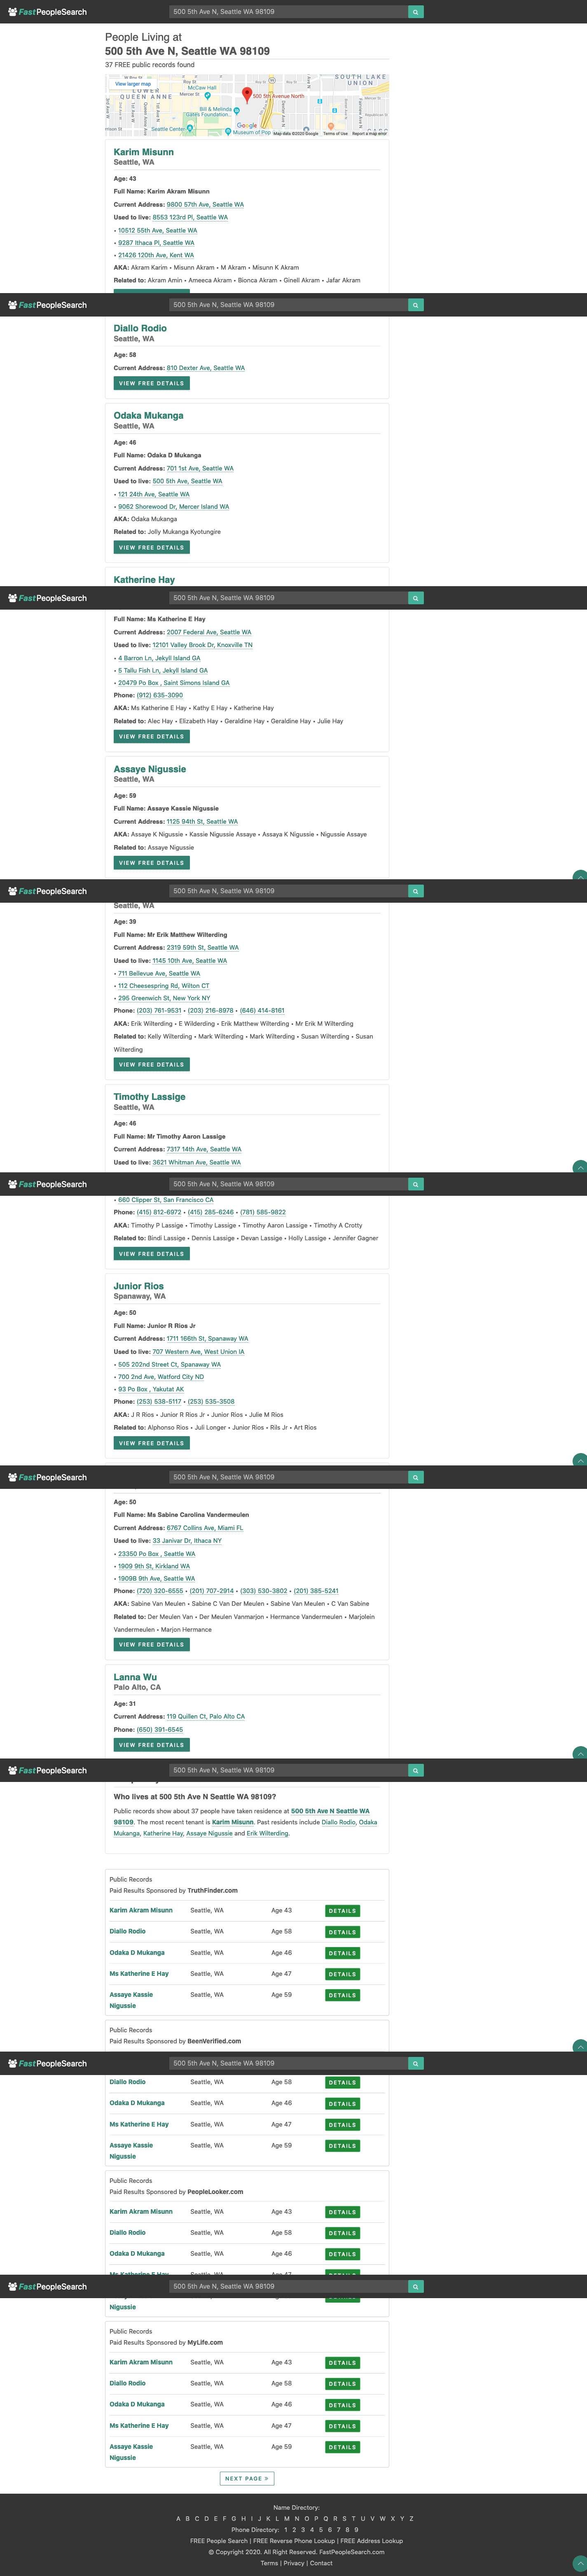 FastPeopleSearch
500 5th Ave N, Seattle WA 98109
People Living at
500 5th Ave N, Seattle WA 98109
37 FREE public records found
View larger map
LOWER
QUEEN ANNE
McCaw Hall
Mercer St
Roy St
SOUTH LAKE
UNION
500 5th Avenue North
Bill & Melinda
Gates Foundation...
Seattle Center
Google
Museum of Pop
Map data ©2020 Google
Terms of Use
Report a map error
Karim Misunn
Seattle, WA
Age: 43
Full Name: Karim Akram Misunn
Current Address: 9800 57th Ave, Seattle WA
Used to live: 8553 123rd Pl, Seattle WA
• 10512 55th Ave, Seattle WA
• 9287 Ithaca Pl, Seattle WA
• 21426 120th Ave, Kent WA
AKA: Akram Karim • Misunn Akram • M Akram • Misunn K Akram
Related to: Akran Amin • Ameeca Akram • Bionca Akram • Ginell Akram • Jafar Akram
FastPeopleSearch
500 5th Ave N, Seattle WA 98109
Diallo Rodio
Seattle, WA
Age: 58
Current Address: 810 Dexter Ave, Seattle WA
VIEW FREE DETAILS
Odaka Mukanga
Seattle, WA
Age: 46
Full Name: Odaka D Mukanga
Current Address: 701 1st Ave, Seattle WA
Used to live: 500 5th Ave, Seattle WA
• 121 24th Ave, Seattle WA
• 9062 Shorewood Dr, Mercer Island WA
AKA: Odaka Mukanga
Related to: Jolly Mukanga Kyotungire
VIEW FREE DETAILS
Katherine Hay
FastPeopleSearch
500 5th Ave N, Seattle WA 98109
Full Name: Ms Katherine E Hay
Current Address: 2007 Federal Ave, Seattle WA
Used to live: 12101 Valley Brook Dr, Knoxville TN
• 4 Barron Ln, Jekyll Island GA
• 5 Tallu Fish Ln, Jekyll Island GA
• 20479 Po Box , Saint Simons Island GA
Phone: (912) 635-3090
AKA: Ms Katherine E Hay • Kathy E Hay • Katherine Hay
Related to: Alec Hay • Elizabeth Hay • Geraldine Hay • Geraldine Hay • Julie Hay
VIEW FREE DETAILS
Assaye Nigussie
Seattle, WA
Age: 59
Full Name: Assaye Kassie Nigussie
Current Address: 1125 94th St, Seattle WA
AKA: Assaye K Nigussie • Kassie Nigussie Assaye • Assaya K Nigussie • Nigussie Assaye
Related to: Assaye Nigussie
VIEW FREE DETAILS
FastPeopleSearch
500 5th Ave N, Seattle WA 98109
Seattle, WA
Age: 39
Full Name: Mr Erik Matthew Wilterding
Current Address: 2319 59th St, Seattle WA
Used to live: 1145 10th Ave, Seattle WA
• 711 Bellevue Ave, Seattle WA
• 112 Cheesespring Rd, Wilton CT
• 295 Greenwich St, New York NY
Phone: (203) 761-9531 • (203) 216-8978 • (646) 414-8161
AKA: Erik Wilterding • E Wilderding • Erik Matthew Wilterding • Mr Erik M Wilterding
Related to: Kelly Wilterding • Mark Wilterding • Mark Wilterding • Susan Wilterding • Susan
Wilterding
VIEW FREE DETAILS
Timothy Lassige
Seattle, WA
Age: 46
Full Name: Mr Timothy Aaron Lassige
Current Address: 7317 14th Ave, Seattle WA
Used to live: 3621 Whitman Ave, Seattle WA
FastPeopleSearch
500 5th Ave N, Seattle WA 98109
• 660 Clipper St, San Francisco CA
Phone: (415) 812-6972 • (415) 285-6246 • (781) 585-9822
AKA: Timothy P Lassige • Timothy Lassige • Timothy Aaron Lassige • Timothy A Crotty
Related to: Bindi Lassige • Dennis Lassige • Devan Lassige • Holly Lassige • Jennifer Gagner
VIEW FREE DETAILS
Junior Rios
Spanaway, WA
Age: 50
Full Name: Junior R Rios Jr
Current Address: 1711 166th St, Spanaway WA
Used to live: 707 Western Ave, West Union IA
• 505 202nd Street Ct, Spanaway WA
• 700 2nd Ave, Watford City ND
• 93 Po Box , Yakutat AK
Phone: (253) 538-5117 • (253) 535-3508
AKA: J R Rios • Junior R Rios Jr • Junior Rios • Julie M Rios
Related to: Alphonso Rios • Juli Longer • Junior Rios • Rils Jr • Art Rios
VIEW FREE DETAILS
FastPeopleSearch
500 5th Ave N, Seattle WA 98109
Age: 50
Full Name: Ms Sabine Carolina Vandermeulen
Current Address: 6767 Collins Ave, Miami FL
Used to live: 33 Janivar Dr, Ithaca NY
• 23350 Po Box , Seattle WA
• 1909 9th St, Kirkland WA
• 1909B 9th Ave, Seattle WA
Phone: (720) 320-6555 • (201) 707-2914 • (303) 530-3802 • (201) 385-5241
AKA: Sabine Van Meulen • Sabine C Van Der Meulen • Sabine Van Meulen • C Van Sabine
Related to: Der Meulen Van • Der Meulen Vanmarjon • Hermance Vandermeulen • Marjolein
Vandermeulen • Marjon Hermance
VIEW FREE DETAILS
Lanna Wu
Palo Alto, CA
Age: 31
Current Address: 119 Quillen Ct, Palo Alto CA
Phone: (650) 391-6545
VIEW FREE DETAILS
FastPeopleSearch
500 5th Ave N, Seattle WA 98109
Who lives at 500 5th Ave N Seattle WA 98109?
Public records show about 37 people have taken residence at 500 5th Ave N Seattle WA
98109. The most recent tenant is Karim Misunn. Past residents include Diallo Rodio, Odaka
Mukanga, Katherine Hay, Assaye Nigussie and Erik Wilterding.
Public Records
Paid Results Sponsored by TruthFinder.com
Karim Akram Misunn Seattle, WA Age 43 DETAILS
Diallo Rodio Seattle, WA Age 58 DETAILS
Odaka D Mukanga Seattle, WA Age 46 DETAILS
Ms Katherine E Hay Seattle, WA Age 47 DETAILS
Assaye Kassie Seattle, WA Age 59 DETAILS
Nigussie
Public Records
Paid Results Sponsored by BeenVerified.com
FastPeopleSearch
500 5th Ave N, Seattle WA 98109
Diallo Rodio Seattle, WA Age 58 DETAILS
Odaka D Mukanga Seattle, WA Age 46 DETAILS
Ms Katherine E Hay Seattle, WA Age 47 DETAILS
Assaye Kassie Seattle, WA Age 59 DETAILS
Nigussie
Public Records
Paid Results Sponsored by PeopleLooker.com
Karim Akram Misunn Seattle, WA Age 43 DETAILS
Diallo Rodio Seattle, WA Age 58 DETAILS
Odaka D Mukanga Seattle, WA Age 46 DETAILS
Ms Katherine E Hay Seattle, WA Age 47
FastPeopleSearch
500 5th Ave N, Seattle WA 98109
Nigussie
Public Records
Paid Results Sponsored by MyLife.com
Karim Akram Misunn Seattle, WA Age 43 DETAILS
Diallo Rodio Seattle, WA Age 58 DETAILS
Odaka D Mukanga Seattle, WA Age 46 DETAILS
Ms Katherine E Hay Seattle, WA Age 47 DETAILS
Assaye Kassie Seattle, WA Age 59 DETAILS
Nigussie
NEXT PAGE »
Name Directory:
A B C D E F G H I J K L M N O P Q R S T U V W X Y Z
Phone Directory: 1 2 3 4 5 6 7 8 9
FREE People Search | FREE Reverse Phone Lookup | FREE Address Lookup
© Copyright 2020. All Right Reserved. FastPeopleSearch.com
Terms | Privacy | Contact